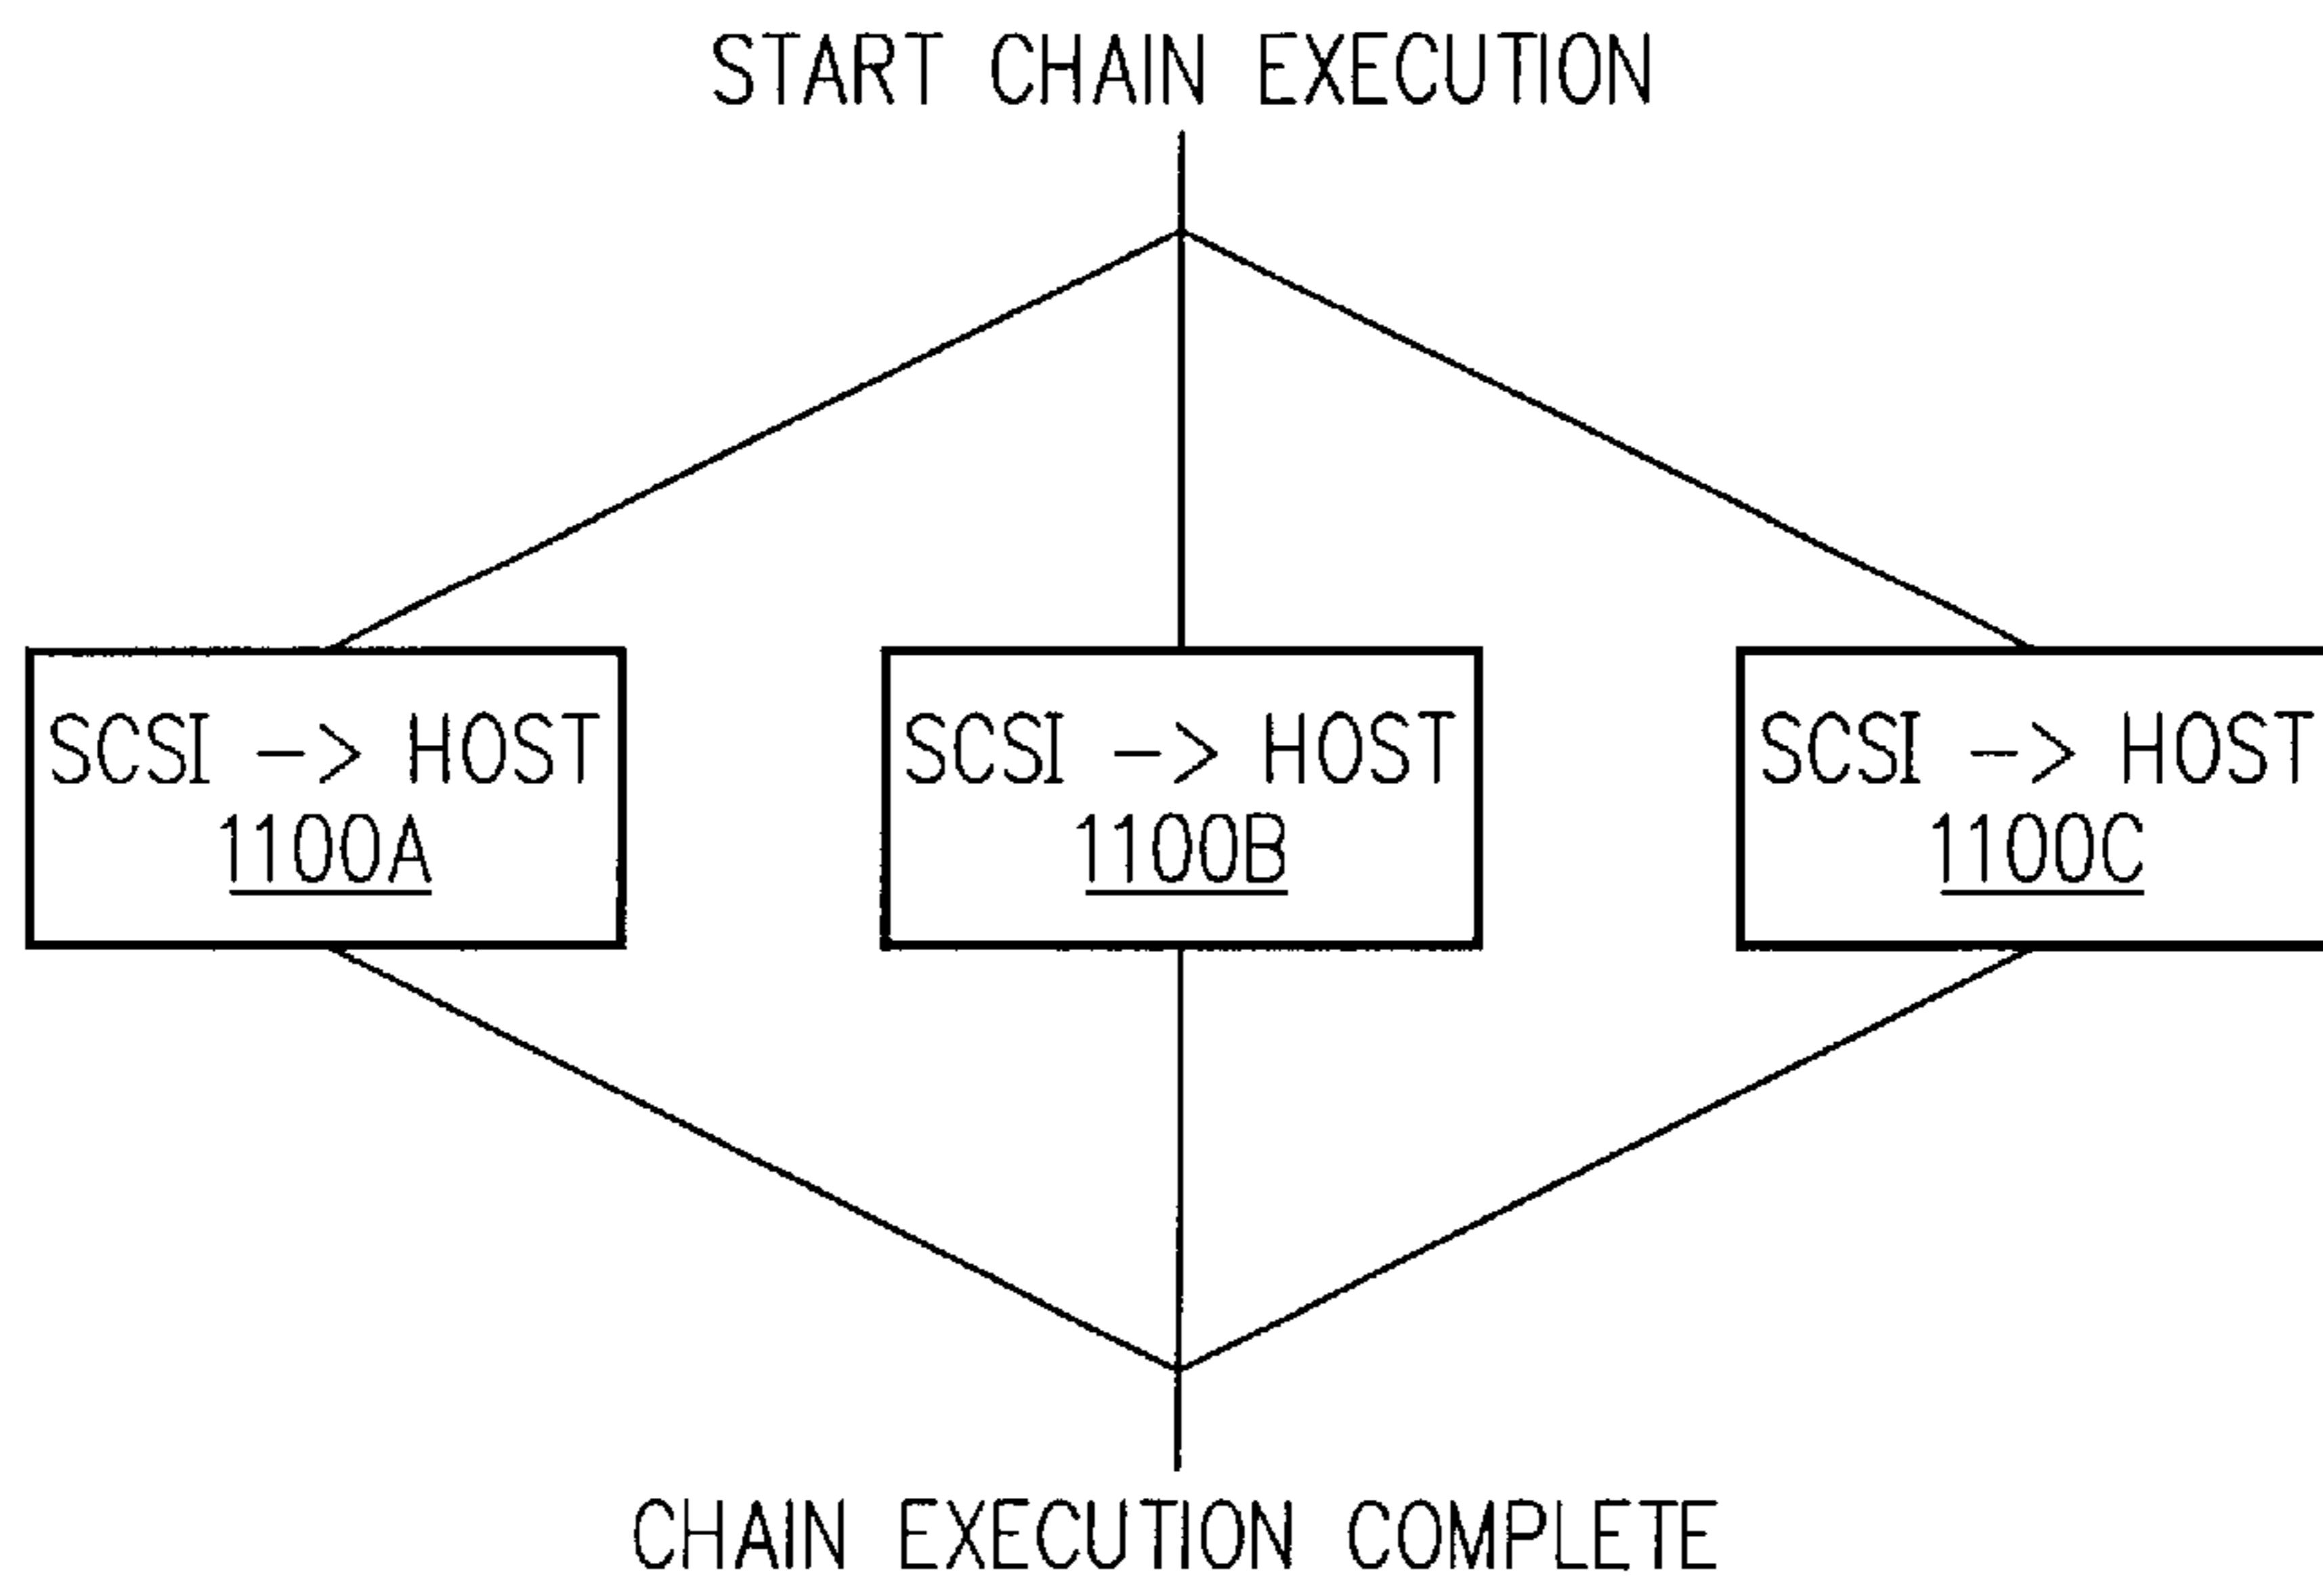 START CHAIN EXECUTION
SCSI -> HOST
1100A
SCSI -> HOST
1100B
SCSI -> HOST
1100C
CHAIN EXECUTION COMPLETE